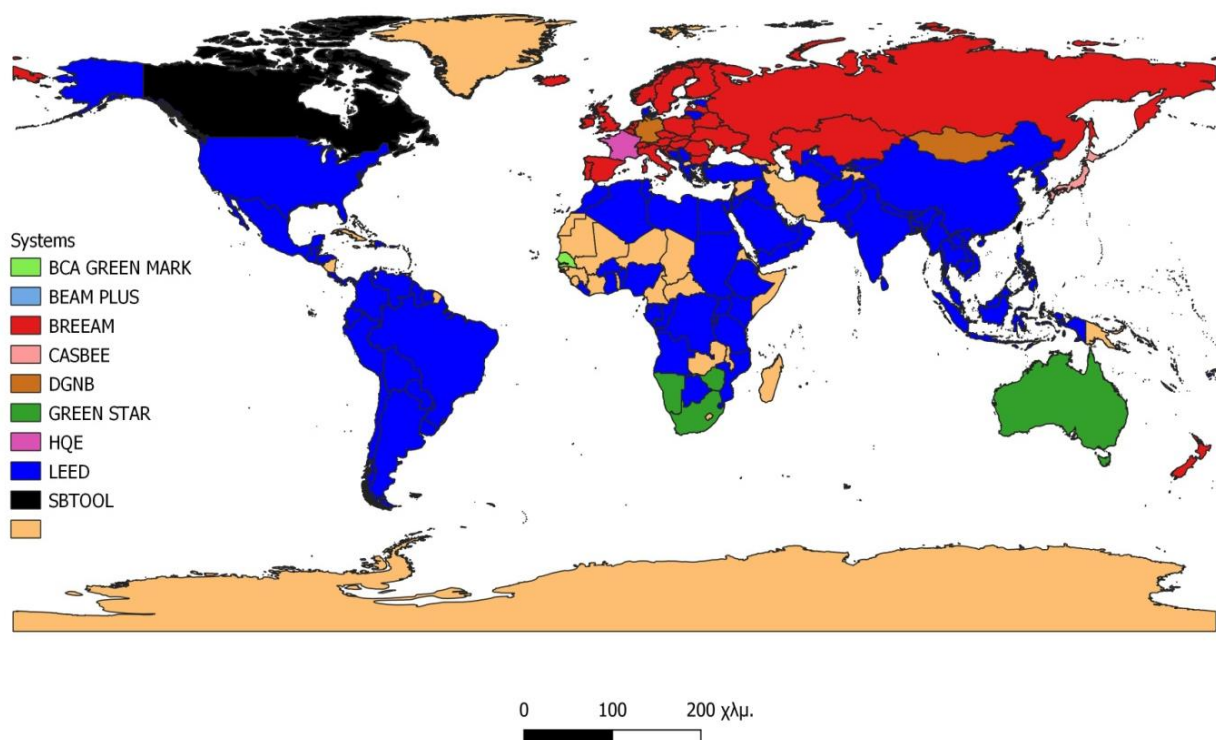 Systems
BCA GREEN MARK
BEAM PLUS
BREEAM
CASBEE
DGNB
GREEN STAR
HQE
LEED
SBTOOL
0 100 200 χλμ.